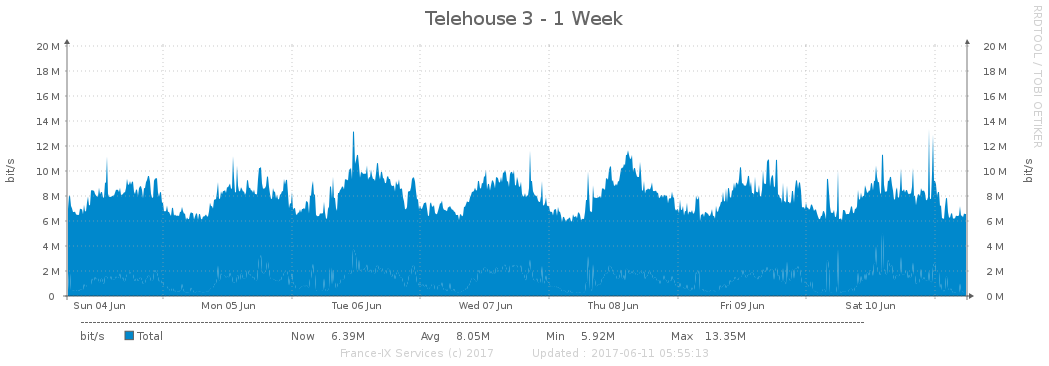 Telehouse 3 - 1 Week
RRDTOOL / TOBI OETIKER
20 M 20 M
18 M 18 M
16 M 16 M
14 M 14 M
12 M 12 M
10 M 10 M
8 M 8 M
6 M 6 M
4 M 4 M
2 M 2 M
0 0 M
bit/s bit/s
Sun 04 Jun Mon 05 Jun Tue 06 Jun Wed 07 Jun Thu 08 Jun Fri 09 Jun Sat 10 Jun
bit/s Total Now 6.39M Avg 8.05M Min 5.92M Max 13.35M
France-IX Services (c) 2017 Updated : 2017-06-11 05:55:13